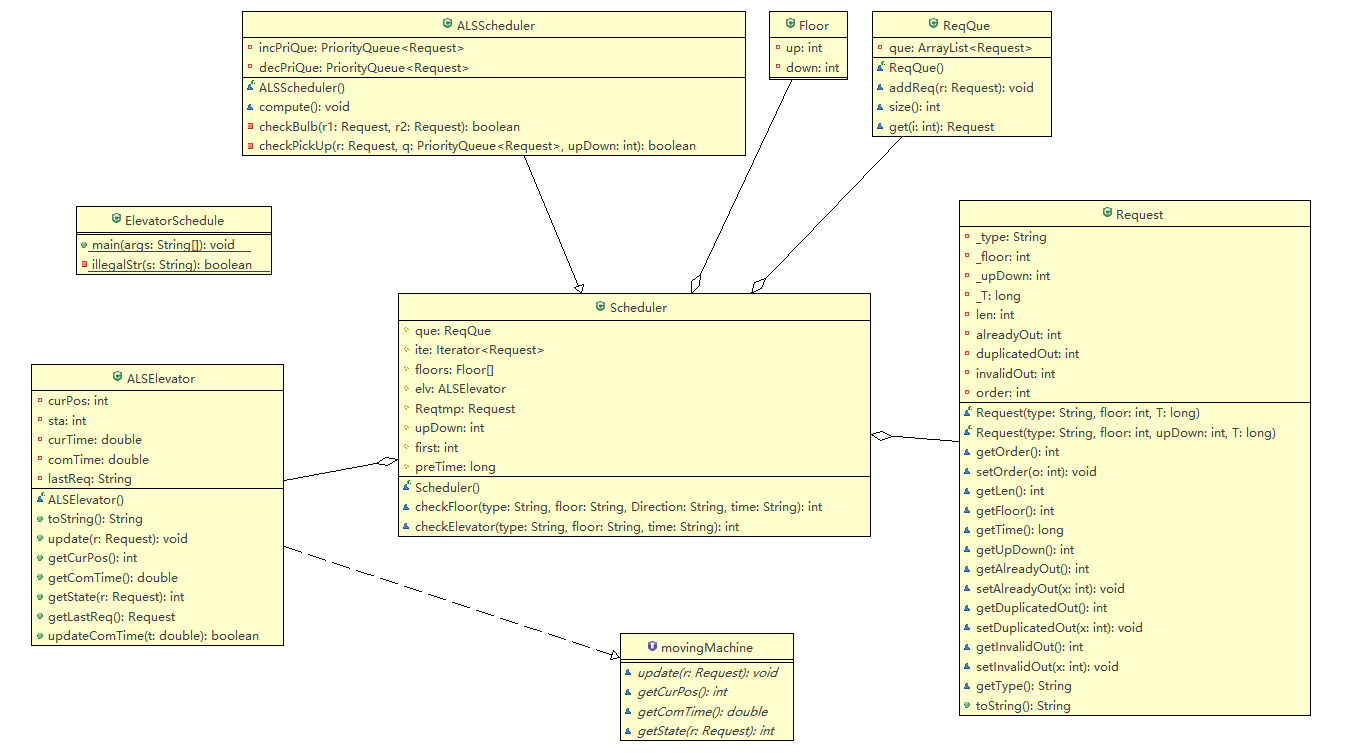 ALSScheduler
incPriQue: PriorityQueue<Request>
decPriQue: PriorityQueue<Request>
ALSScheduler()
compute(): void
checkBulb(r1: Request, r2: Request): boolean
checkPickUp(r: Request, q: PriorityQueue<Request>, upDown: int): boolean
Floor
up: int
down: int
ReqQue
que: ArrayList<Request>
ReqQue()
addReq(r: Request): void
size(): int
get(i: int): Request
ElevatorSchedule
main(args: String[]): void
illegalStr(s: String): boolean
Request
_type: String
_floor: int
_upDown: int
_T: long
len: int
alreadyOut: int
duplicatedOut: int
invalidOut: int
order: int
Request(type: String, floor: int, T: long)
Request(type: String, floor: int, upDown: int, T: long)
getOrder(): int
setOrder(o: int): void
getLen(): int
getFloor(): int
getTime(): long
getUpDown(): int
getAlreadyOut(): int
setAlreadyOut(x: int): void
getDuplicatedOut(): int
setDuplicatedOut(x: int): void
getInvalidOut(): int
setInvalidOut(x: int): void
getType(): String
toString(): String
Scheduler
que: ReqQue
ite: Iterator<Request>
floors: Floor[]
elv: ALSElevator
Reqtmp: Request
upDown: int
first: int
preTime: long
Scheduler()
checkFloor(type: String, floor: String, Direction: String, time: String): int
checkElevator(type: String, floor: String, time: String): int
ALSElevator
curPos: int
sta: int
curTime: double
comTime: double
lastReq: String
ALSElevator()
toString(): String
update(r: Request): void
getCurPos(): int
getComTime(): double
getState(r: Request): int
getLastReq(): Request
updateComTime(t: double): boolean
movingMachine
update(r: Request): void
getCurPos(): int
getComTime(): double
getState(r: Request): int